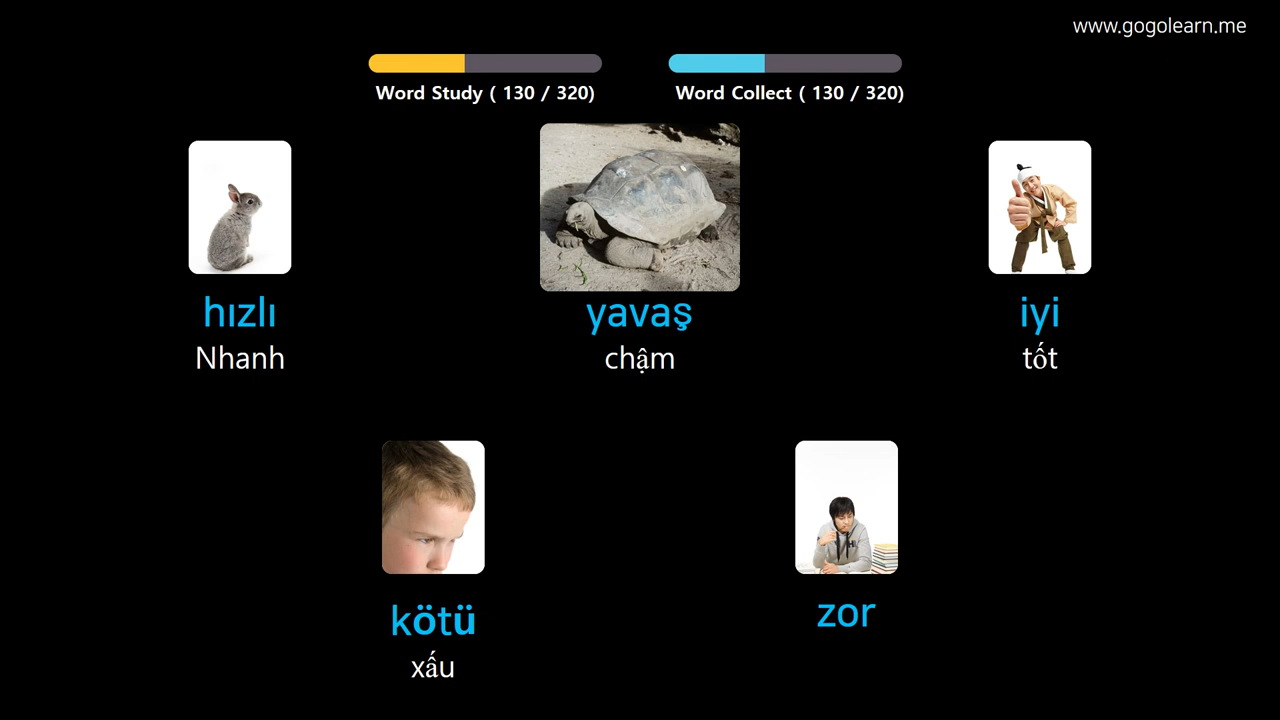 www.gogolearn.me
Word Study ( 130 / 320)
Word Collect ( 130 / 320)
hızlı
Nhanh
yavaş
chậm
iyi
tốt
kötü
xấu
zor